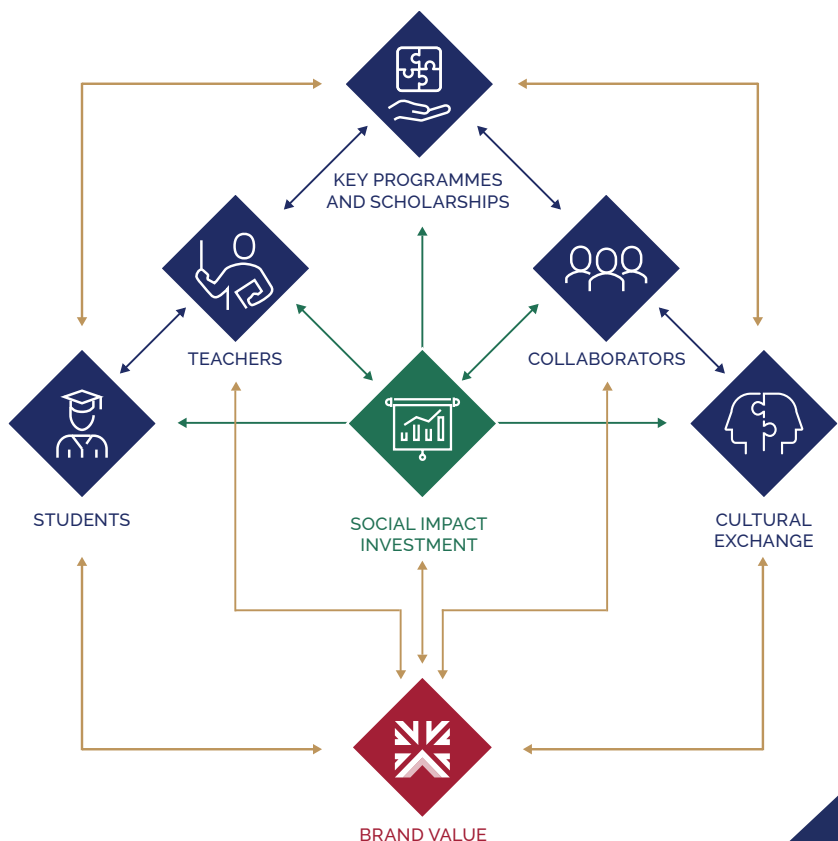 KEY PROGRAMMES
AND SCHOLARSHIPS
TEACHERS
COLLABORATORS
STUDENTS
SOCIAL IMPACT
INVESTMENT
CULTURAL
EXCHANGE
BRAND VALUE